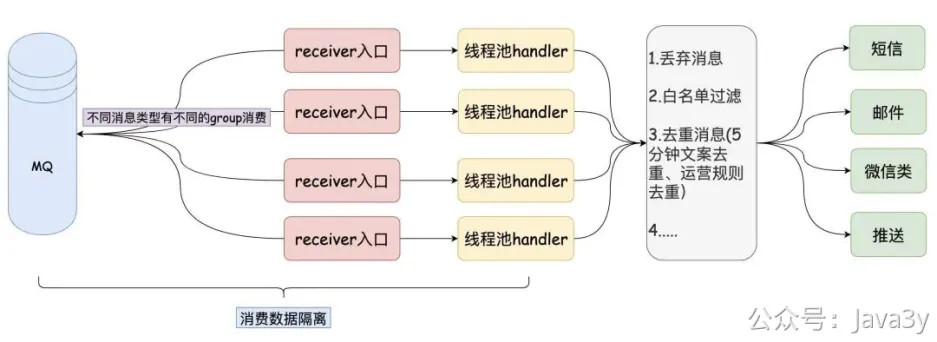 MQ
不同消息类型有不同的group消费
receiver入口
线程池handler
receiver入口
线程池handler
receiver入口
线程池handler
receiver入口
线程池handler
1.丢弃消息
2.白名单过滤
3.去重消息(5
分钟文案去
重、运营规则
去重)
4.....
短信
邮件
微信类
推送
消费数据隔离
公众号：Java3y